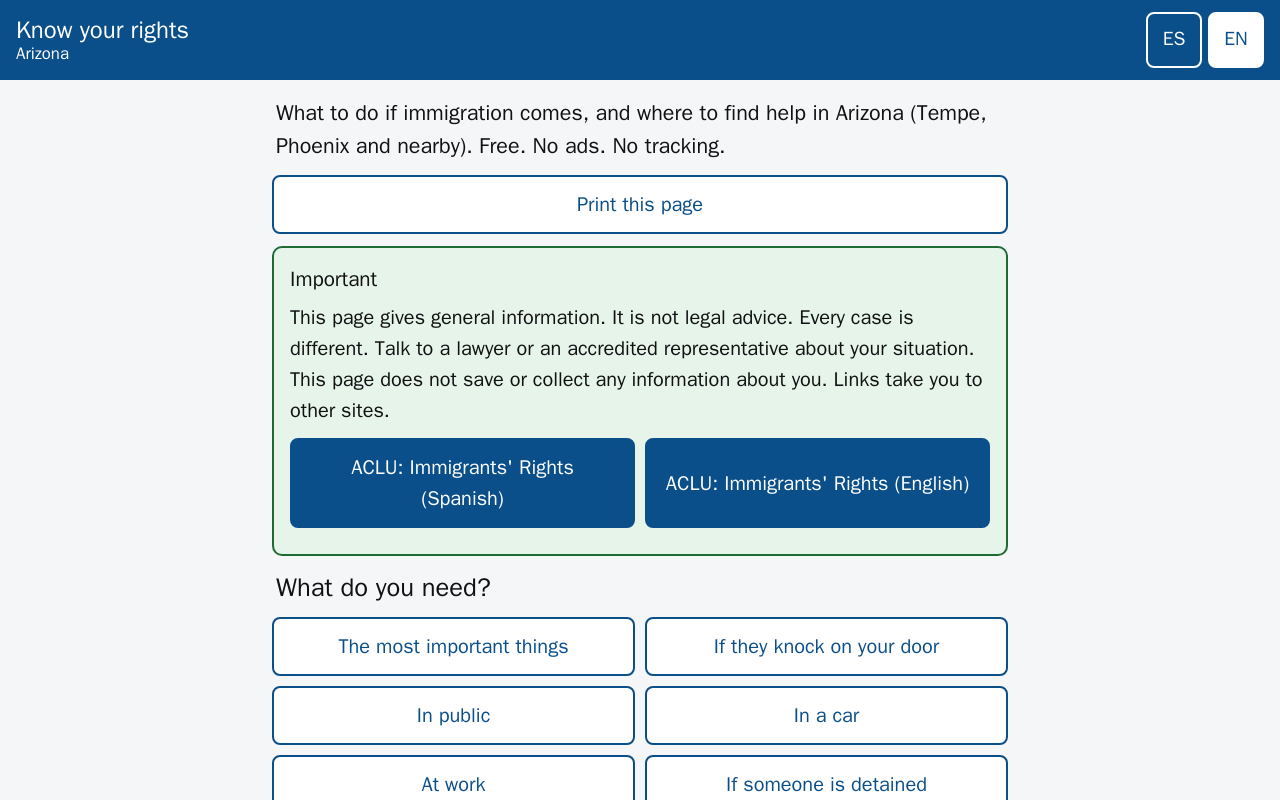 Know your rights
Arizona
ES
EN
What to do if immigration comes, and where to find help in Arizona (Tempe,
Phoenix and nearby). Free. No ads. No tracking.
Print this page
Important
This page gives general information. It is not legal advice. Every case is
different. Talk to a lawyer or an accredited representative about your situation.
This page does not save or collect any information about you. Links take you to
other sites.
ACLU: Immigrants' Rights
(Spanish)
ACLU: Immigrants' Rights (English)
What do you need?
The most important things
If they knock on your door
In public
In a car
At work
If someone is detained